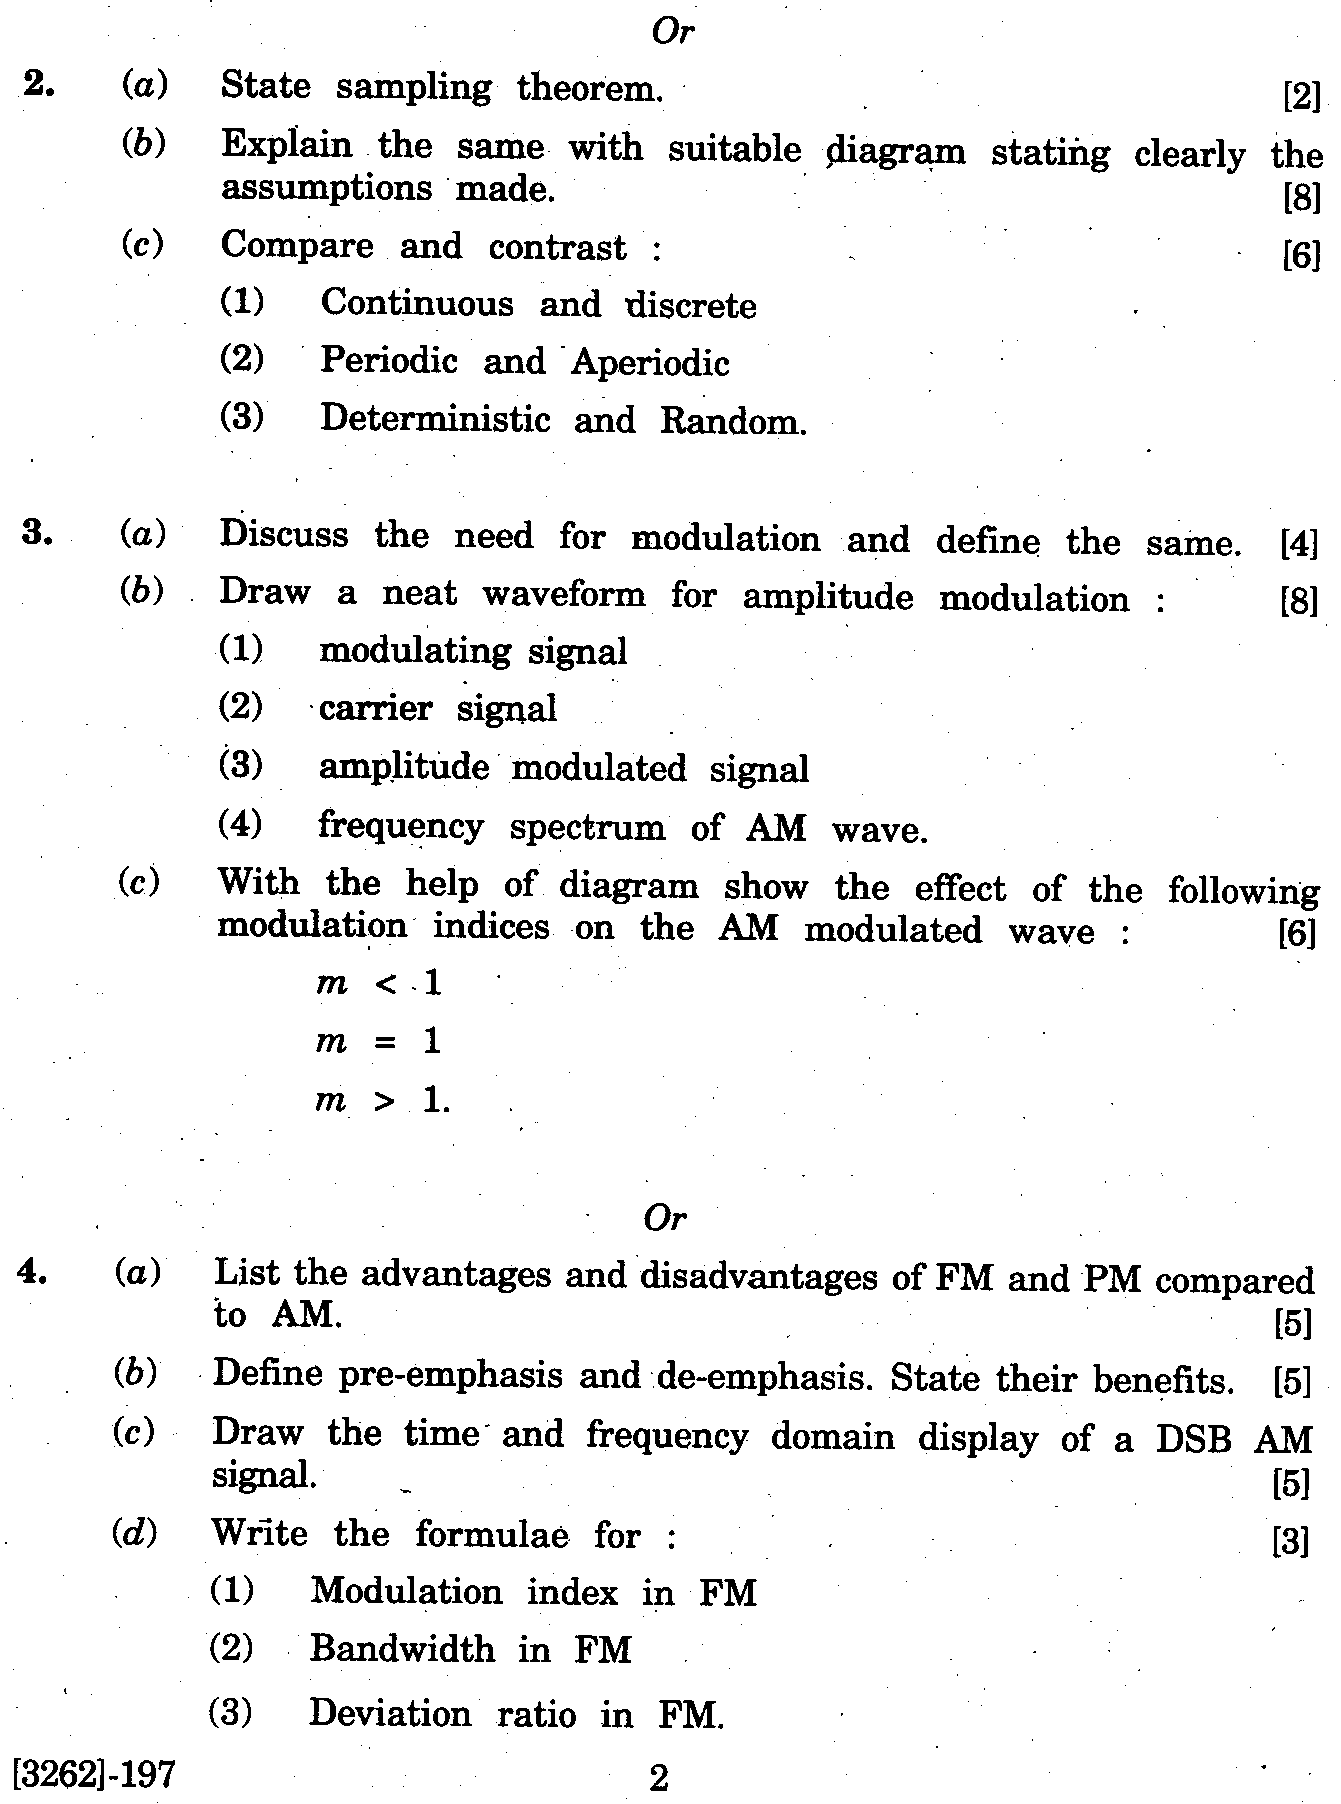 Or
2. (a) State sampling theorem. [2]
(b) Explain the same with suitable diagram stating clearly the
assumptions made. [8]
(c) Compare and contrast : [6]
(1) Continuous and discrete
(2) Periodic and Aperiodic
(3) Deterministic and Random.
3. (a) Discuss the need for modulation and define the same. [4]
(b) Draw a neat waveform for amplitude modulation : [8]
(1) modulating signal
(2) carrier signal
(3) amplitude modulated signal
(4) frequency spectrum of AM wave.
(c) With the help of diagram show the effect of the following
modulation indices on the AM modulated wave : [6]
m < 1
m = 1
m > 1.
Or
4. (a) List the advantages and disadvantages of FM and PM compared
to AM. [5]
(b) Define pre-emphasis and de-emphasis. State their benefits. [5]
(c) Draw the time and frequency domain display of a DSB AM
signal. [5]
(d) Write the formulae for : [3]
(1) Modulation index in FM
(2) Bandwidth in FM
(3) Deviation ratio in FM.
[3262]-197 2